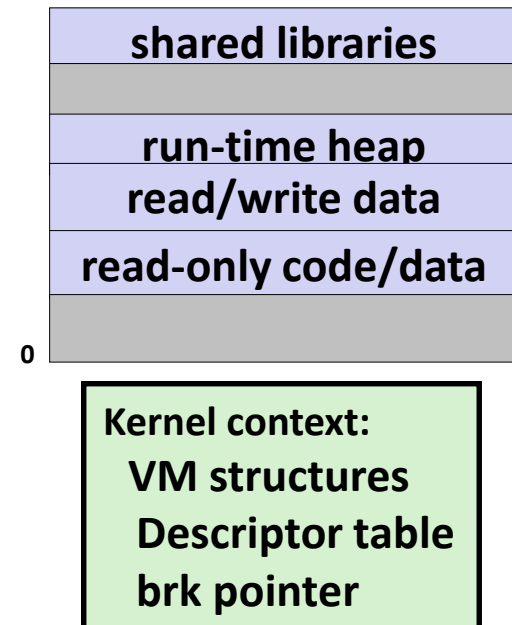 shared libraries
run-time heap
read/write data
read-only code/data
0
Kernel context:
VM structures
Descriptor table
brk pointer